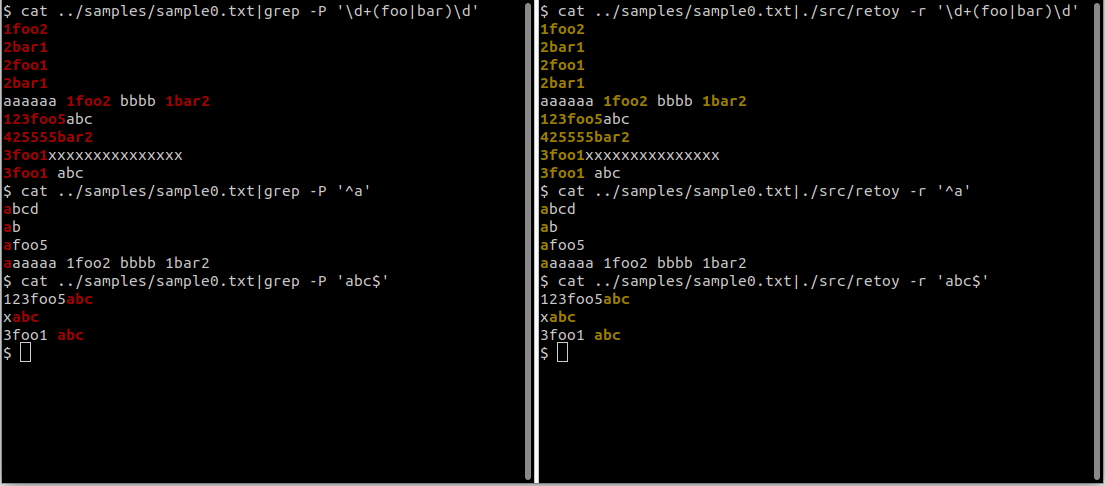 $ cat ../samples/sample0.txt|grep -P '\d+(foo|bar)\d'
1foo2
2bar1
2foo1
2bar1
aaaaaa 1foo2 bbbb 1bar2
123foo5abc
425555bar2
3foo1xxxxxxxxxxxxxxx
3foo1 abc
$ cat ../samples/sample0.txt|grep -P '^a'
abcd
ab
afoo5
aaaaaa 1foo2 bbbb 1bar2
$ cat ../samples/sample0.txt|grep -P 'abc$'
123foo5abc
xabc
3foo1 abc
$
$ cat ../samples/sample0.txt|./src/retoy -r '\d+(foo|bar)\d'
1foo2
2bar1
2foo1
2bar1
aaaaaa 1foo2 bbbb 1bar2
123foo5abc
425555bar2
3foo1xxxxxxxxxxxxxxx
3foo1 abc
$ cat ../samples/sample0.txt|./src/retoy -r '^a'
abcd
ab
afoo5
aaaaaa 1foo2 bbbb 1bar2
$ cat ../samples/sample0.txt|./src/retoy -r 'abc$'
123foo5abc
xabc
3foo1 abc
$